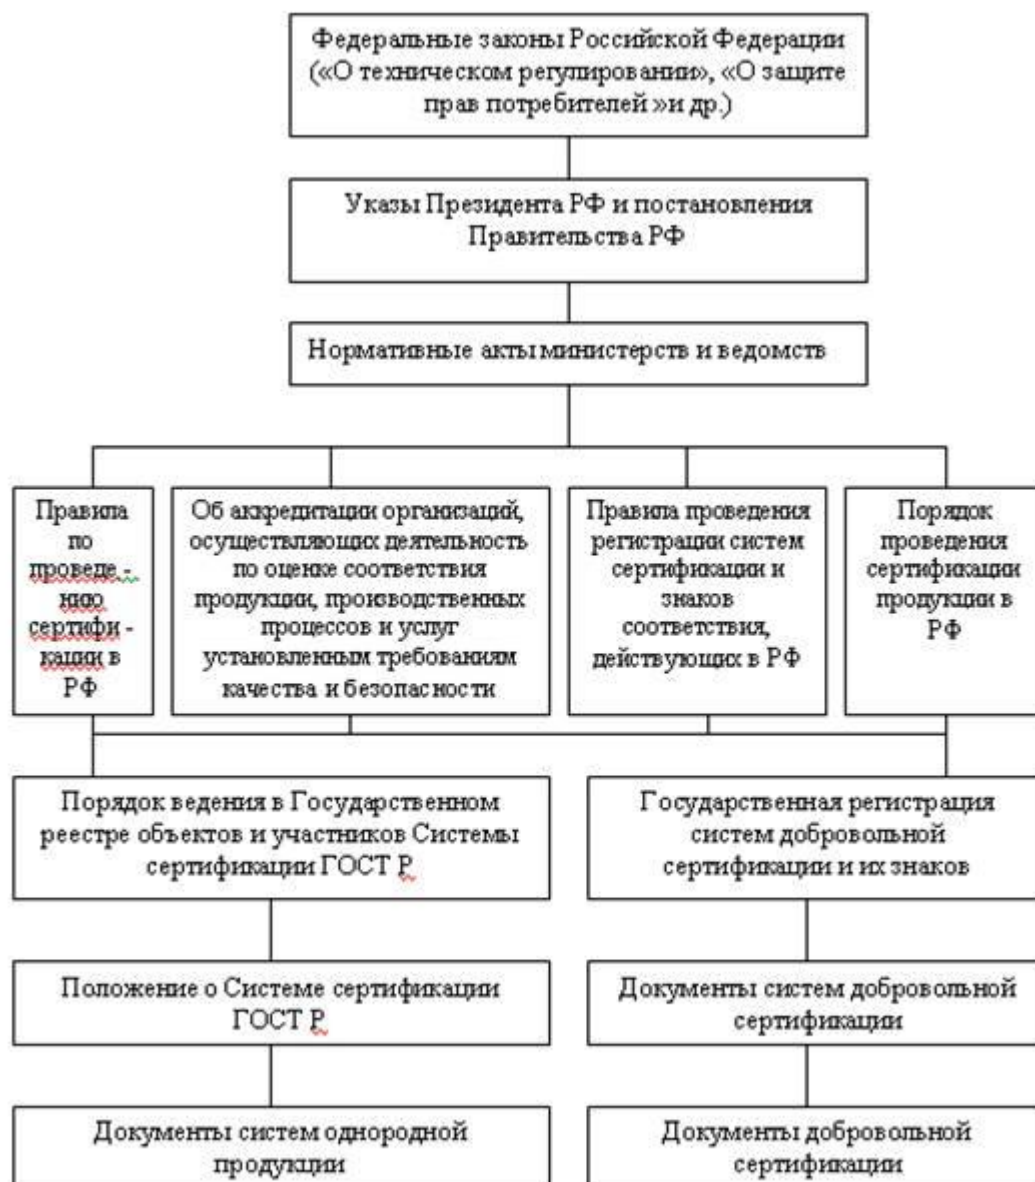 Федеральные законы Российской Федерации
(«О техническом регулировании», «О защите
прав потребителей »и др.)
Указы Президента РФ и постановления
Правительства РФ
Нормативные акты министерств и ведомств
Правила
по
проведе -
нию
сертифи -
кации в
РФ
Об аккредитации организаций,
осуществляющих деятельность
по оценке соответствия
продукции, производственных
процессов и услуг
установленным требованиям
качества и безопасности
Правила проведения
регистрации систем
сертификации и
знаков
соответствия,
действующих в РФ
Порядок
проведения
сертификации
продукции в
РФ
Порядок ведения в Государственном
реестре объектов и участников Системы
сертификации ГОСТ Р
Государственная регистрация
систем добровольной
сертификации и их знаков
Положение о Системе сертификации
ГОСТ Р
Документы систем добровольной
сертификации
Документы систем однородной
продукции
Документы добровольной
сертификации